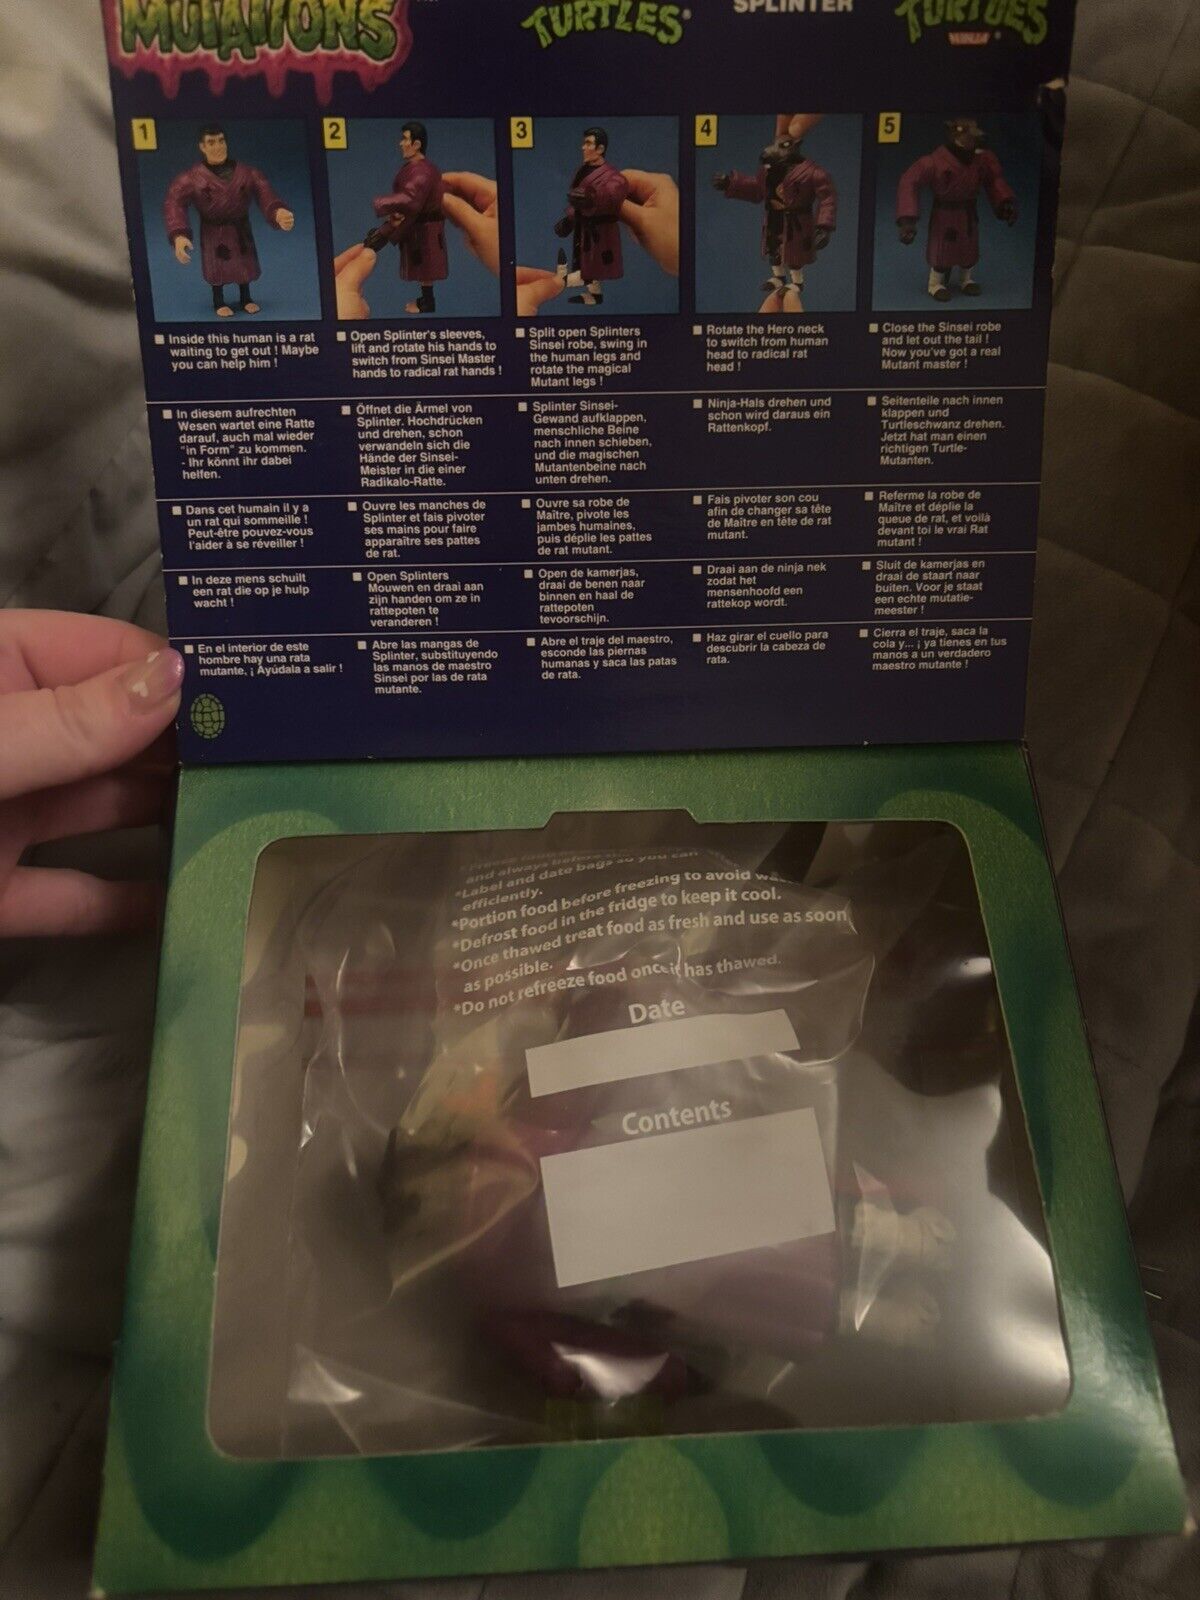 MUTATIONS
TURTLES®
SPLINTER
TURTLES
NINJA ®
1
2
3
4
5
Inside this human is a rat
waiting to get out ! Maybe
you can help him !
Open Splinter's sleeves,
lift and rotate his hands to
switch from Sinsei Master
hands to radical rat hands !
Split open Splinters
Sinsei robe, swing in
the human legs and
rotate the magical
Mutant legs !
Rotate the Hero neck
to switch from human
head to radical rat
head !
Close the Sinsei robe
and let out the tail !
Now you've got a real
Mutant master !
In diesem aufrechten
Wesen wartet eine Ratte
darauf, auch mal wieder
"in Form" zu kommen.
- Ihr könnt ihr dabei
helfen.
Öffnet die Ärmel von
Splinter. Hochdrücken
und drehen, schon
verwandeln sich die
Hände der Sinsei-
Meister in die einer
Radikalo-Ratte.
Splinter Sinsei-
Gewand aufklappen,
menschliche Beine
nach innen schieben,
und die magischen
Mutantenbeine nach
unten drehen.
Ninja-Hals drehen und
schon wird daraus ein
Rattenkopf.
Seitenteile nach innen
klappen und
Turtleschwanz drehen.
Jetzt hat man einen
richtigen Turtle-
Mutanten.
Dans cet humain il y a
un rat qui sommeille !
Peut-être pouvez-vous
l'aider à se réveiller !
Ouvre les manches de
Splinter et fais pivoter
ses mains pour faire
apparaître ses pattes
de rat.
Ouvre sa robe de
Maître, pivote les
jambes humaines,
puis déplie les pattes
de rat mutant.
Fais pivoter son cou
afin de changer sa tête
de Maître en tête de rat
mutant.
Referme la robe de
Maître et déplie la
queue de rat, et voilà
devant toi le vrai Rat
mutant !
In deze mens schuilt
een rat die op je hulp
wacht !
Open Splinters
Mouwen en draai aan
zijn handen om ze in
rattepoten te
veranderen !
Open de kamerjas,
draai de benen naar
binnen en haal de
rattepoten
tevoorschijn.
Draai aan de ninja nek
zodat het
mensenhoofd een
rattekop wordt.
Sluit de kamerjas en
draai de staart naar
buiten. Voor je staat
een echte mutatie-
meester !
En el interior de este
hombre hay una rata
mutante, ¡ Ayúdala a salir !
Abre las mangas de
Splinter, substituyendo
las manos de maestro
Sinsei por las de rata
mutante.
Abre el traje del maestro,
esconde las piernas
humanas y saca las patas
de rata.
Haz girar el cuello para
descubrir la cabeza de
rata.
Cierra el traje, saca la
cola y... ¡ ya tienes en tus
manos a un verdadero
maestro mutante !
and always before
*Label and date bags so you can
efficiently.
*Portion food before freezing to avoid
*Defrost food in the fridge to keep it cool.
*Once thawed treat food as fresh and use as soon
as possible.
*Do not refreeze food once it has thawed.
Date
Contents